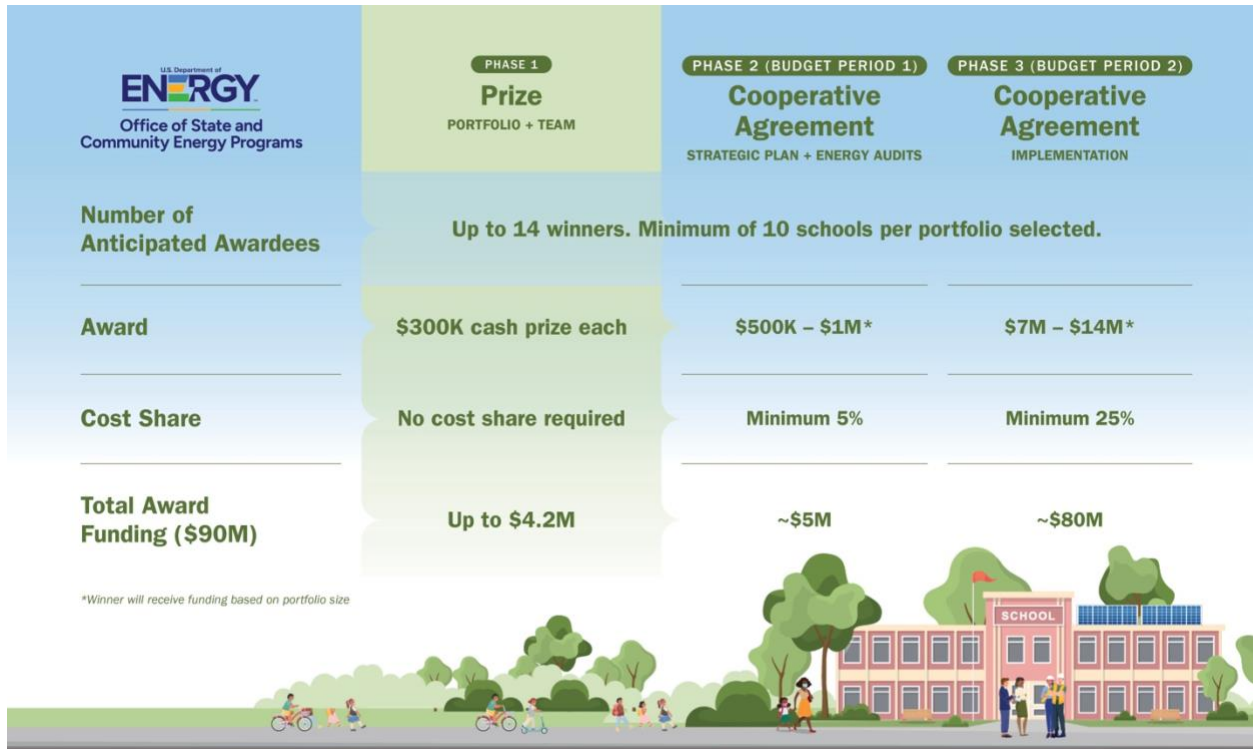 U.S. Department of
ENERGY
Office of State and
Community Energy Programs
PHASE 1
Prize
PORTFOLIO + TEAM
PHASE 2 (BUDGET PERIOD 1)
Cooperative
Agreement
STRATEGIC PLAN + ENERGY AUDITS
PHASE 3 (BUDGET PERIOD 2)
Cooperative
Agreement
IMPLEMENTATION
Number of
Anticipated Awardees
Up to 14 winners. Minimum of 10 schools per portfolio selected.
Award
$300K cash prize each
$500K – $1M*
$7M – $14M*
Cost Share
No cost share required
Minimum 5%
Minimum 25%
Total Award
Funding ($90M)
Up to $4.2M
~$5M
~$80M
*Winner will receive funding based on portfolio size
SCHOOL